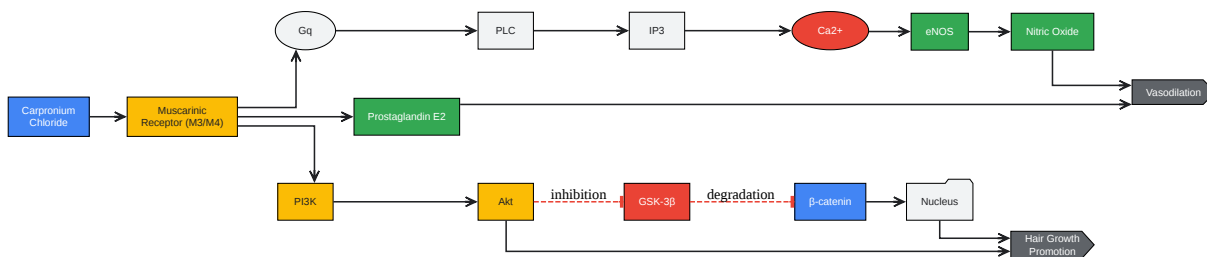 Gq
PLC
IP3
Ca2+
eNOS
Nitric Oxide
Carpronium
Chloride
Muscarinic
Receptor (M3/M4)
Prostaglandin E2
Vasodilation
PI3K
Akt
inhibition
GSK-3β
degradation
β-catenin
Nucleus
Hair Growth
Promotion